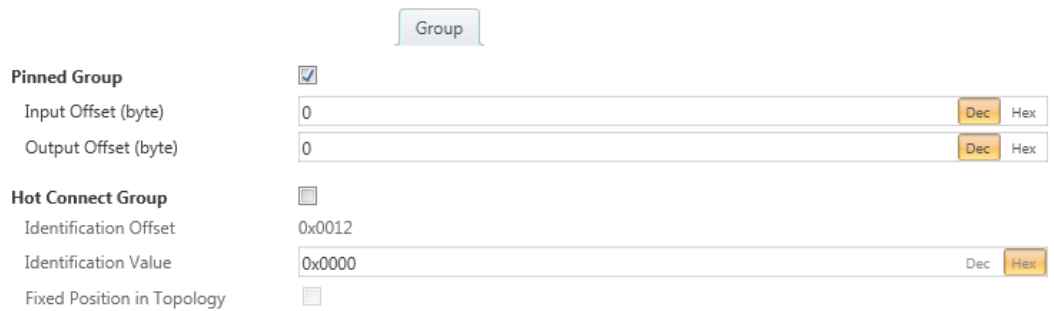 Group
Pinned Group
Input Offset (byte) 0 Dec Hex
Output Offset (byte) 0 Dec Hex
Hot Connect Group
Identification Offset 0x0012
Identification Value 0x0000 Dec Hex
Fixed Position in Topology